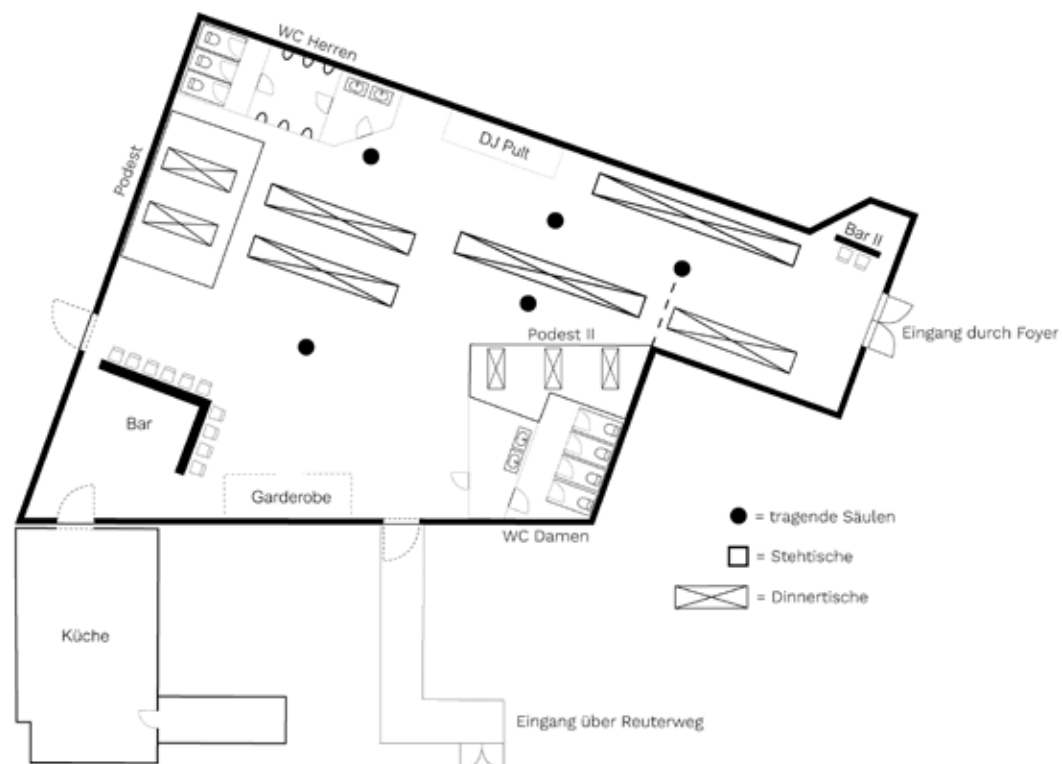 WC Herren
DJ Pult
Podest
Bar II
Eingang durch Foyer
Podest II
Bar
Garderobe
WC Damen
= tragende Säulen
= Stehtische
= Dinnertische
Küche
Eingang über Reuterweg